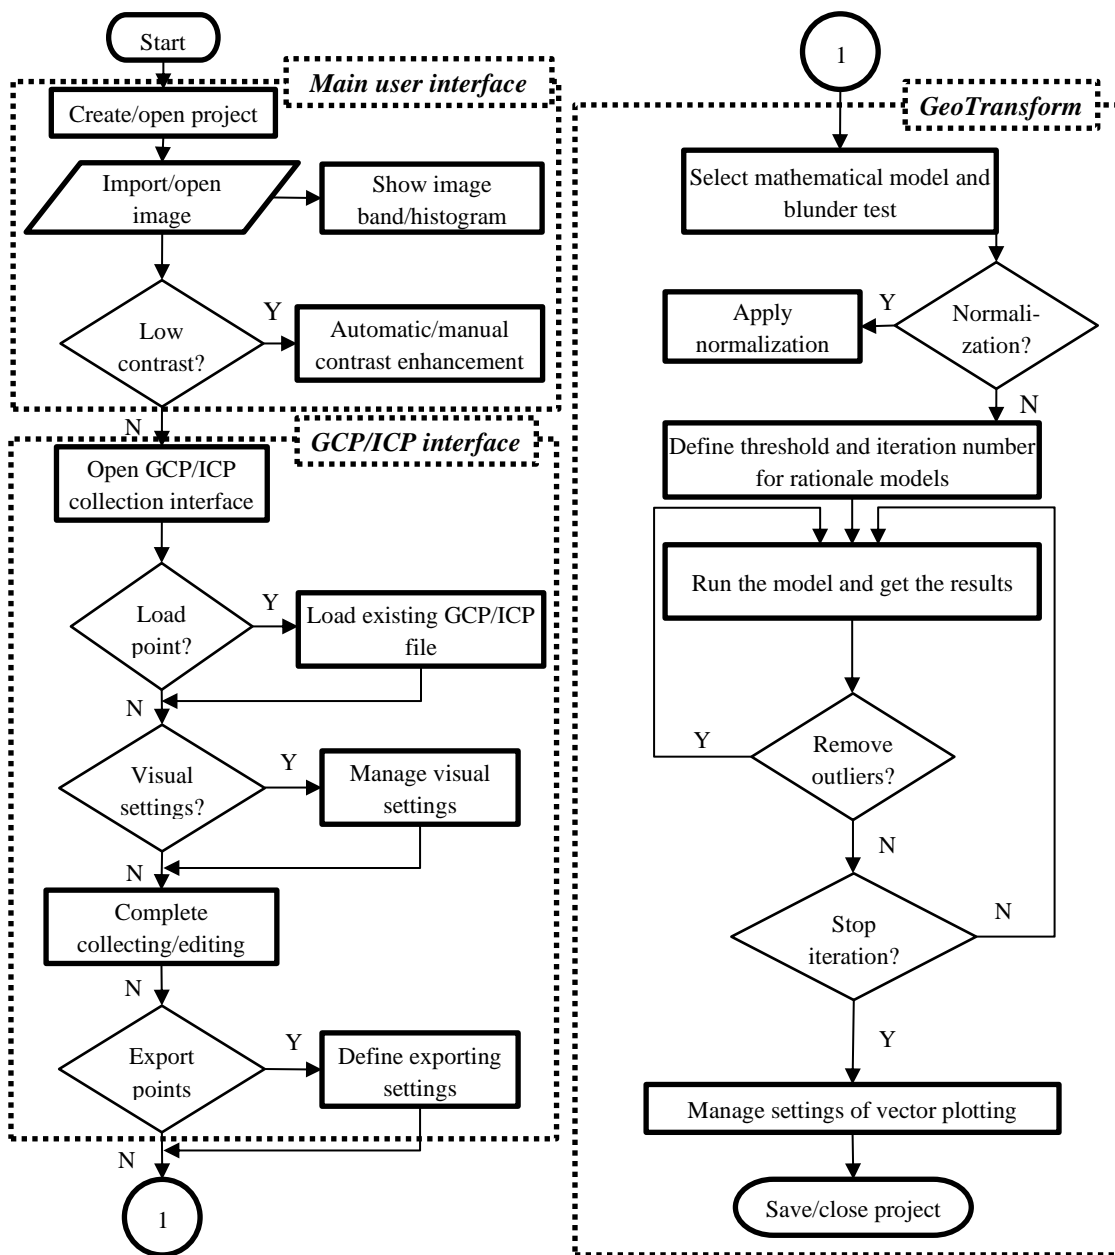 Start
Main user interface
Create/open project
Import/open
image
Show image
band/histogram
Low
contrast?
Y
Automatic/manual
contrast enhancement
N
GCP/ICP interface
Open GCP/ICP
collection interface
Load
point?
Y
Load existing GCP/ICP
file
N
Visual
settings?
Y
Manage visual
settings
N
Complete
collecting/editing
N
Export
points
Y
Define exporting
settings
N
1
1
GeoTransform
Select mathematical model and
blunder test
Normali-
zation?
Y
Apply
normalization
N
Define threshold and iteration number
for rationale models
Run the model and get the results
Remove
outliers?
Y
N
Stop
iteration?
N
Y
Manage settings of vector plotting
Save/close project